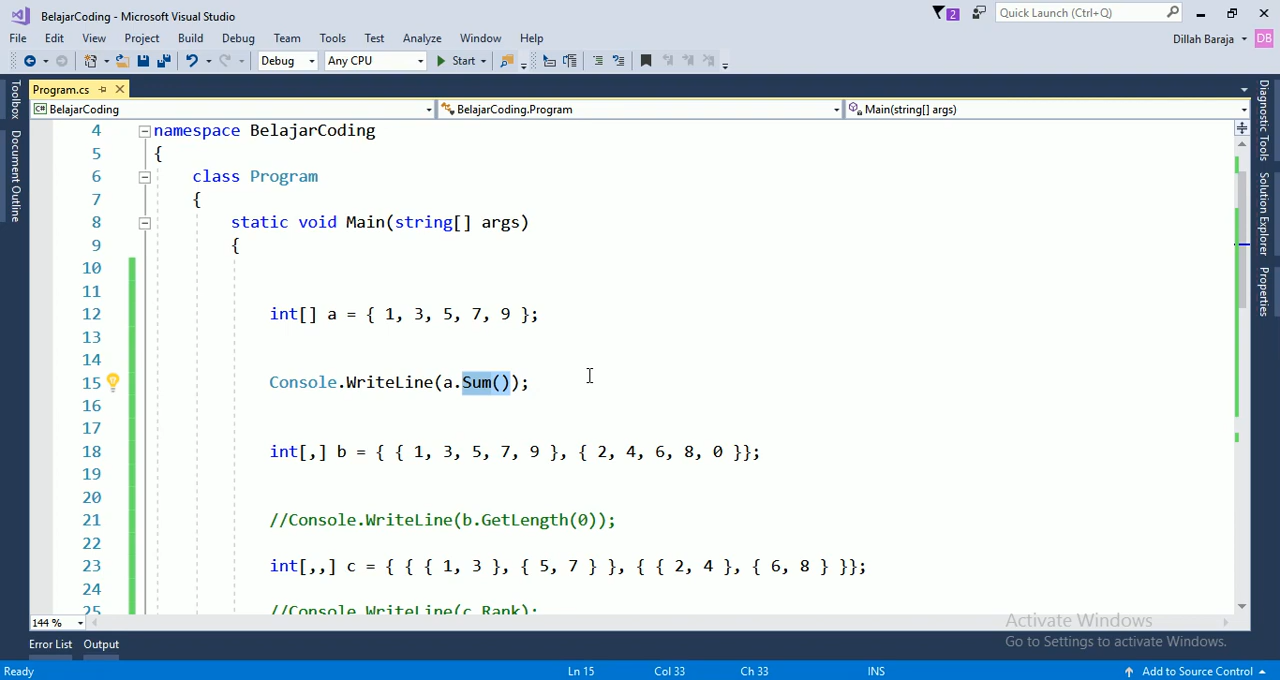 BelajarCoding - Microsoft Visual Studio
2
Quick Launch (Ctrl+Q)
File Edit View Project Build Debug Team Tools Test Analyze Window Help
Dillah Baraja DB
Debug Any CPU Start
Toolbox
Document Outline
Program.cs
C# BelajarCoding
BelajarCoding.Program
Main(string[] args)
Diagnostic Tools
Solution Explorer
Properties
4 namespace BelajarCoding
5 {
6 class Program
7 {
8 static void Main(string[] args)
9 {
10
11
12 int[] a = { 1, 3, 5, 7, 9 };
13
14
15 Console.WriteLine(a.Sum());
16
17
18 int[,] b = { { 1, 3, 5, 7, 9 }, { 2, 4, 6, 8, 0 }};
19
20
21 //Console.WriteLine(b.GetLength(0));
22
23 int[,,] c = { { { 1, 3 }, { 5, 7 } }, { { 2, 4 }, { 6, 8 } }};
24
25 //Console.WriteLine(c.Rank);
144 %
Activate Windows
Go to Settings to activate Windows.
Error List Output
Ready Ln 15 Col 33 Ch 33 INS Add to Source Control